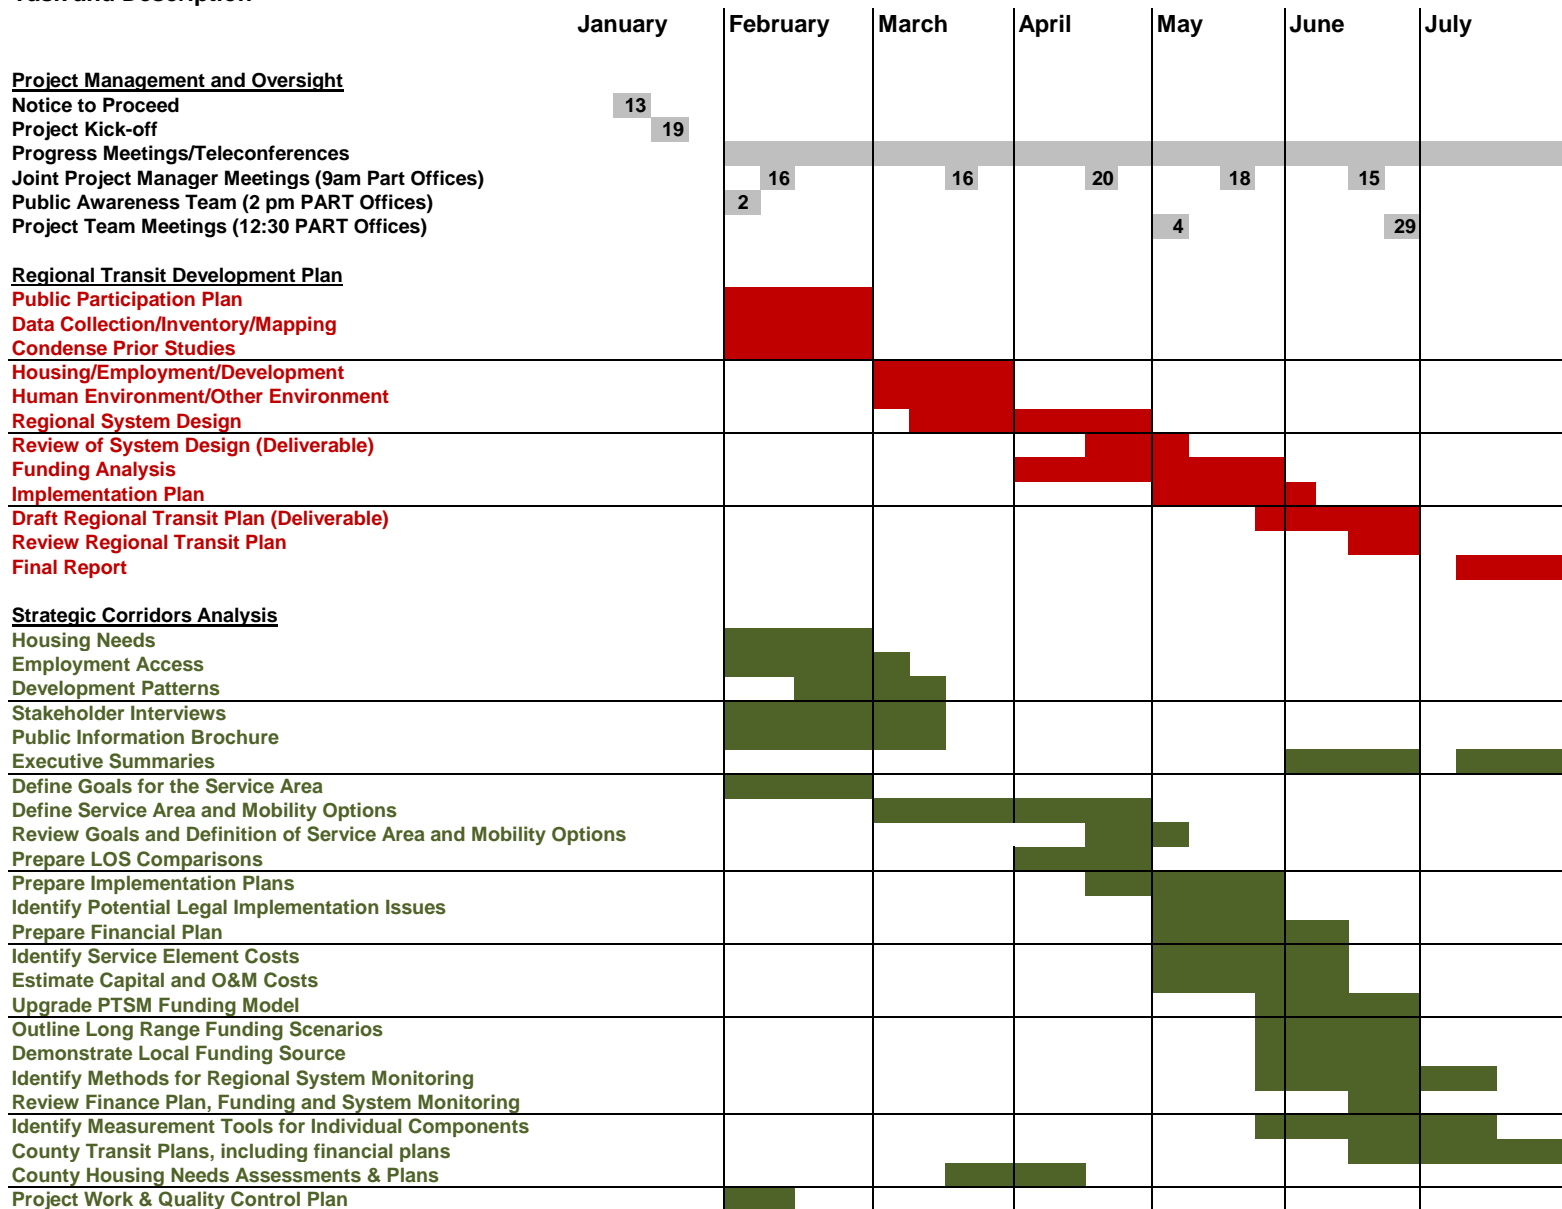 Task and Description
January February March April May June July
Project Management and Oversight
Notice to Proceed 13
Project Kick-off 19
Progress Meetings/Teleconferences
Joint Project Manager Meetings (9am Part Offices) 16 16 20 18 15
Public Awareness Team (2 pm PART Offices) 2
Project Team Meetings (12:30 PART Offices) 4 29
Regional Transit Development Plan
Public Participation Plan
Data Collection/Inventory/Mapping
Condense Prior Studies
Housing/Employment/Development
Human Environment/Other Environment
Regional System Design
Review of System Design (Deliverable)
Funding Analysis
Implementation Plan
Draft Regional Transit Plan (Deliverable)
Review Regional Transit Plan
Final Report
Strategic Corridors Analysis
Housing Needs
Employment Access
Development Patterns
Stakeholder Interviews
Public Information Brochure
Executive Summaries
Define Goals for the Service Area
Define Service Area and Mobility Options
Review Goals and Definition of Service Area and Mobility Options
Prepare LOS Comparisons
Prepare Implementation Plans
Identify Potential Legal Implementation Issues
Prepare Financial Plan
Identify Service Element Costs
Estimate Capital and O&M Costs
Upgrade PTSM Funding Model
Outline Long Range Funding Scenarios
Demonstrate Local Funding Source
Identify Methods for Regional System Monitoring
Review Finance Plan, Funding and System Monitoring
Identify Measurement Tools for Individual Components
County Transit Plans, including financial plans
County Housing Needs Assessments & Plans
Project Work & Quality Control Plan